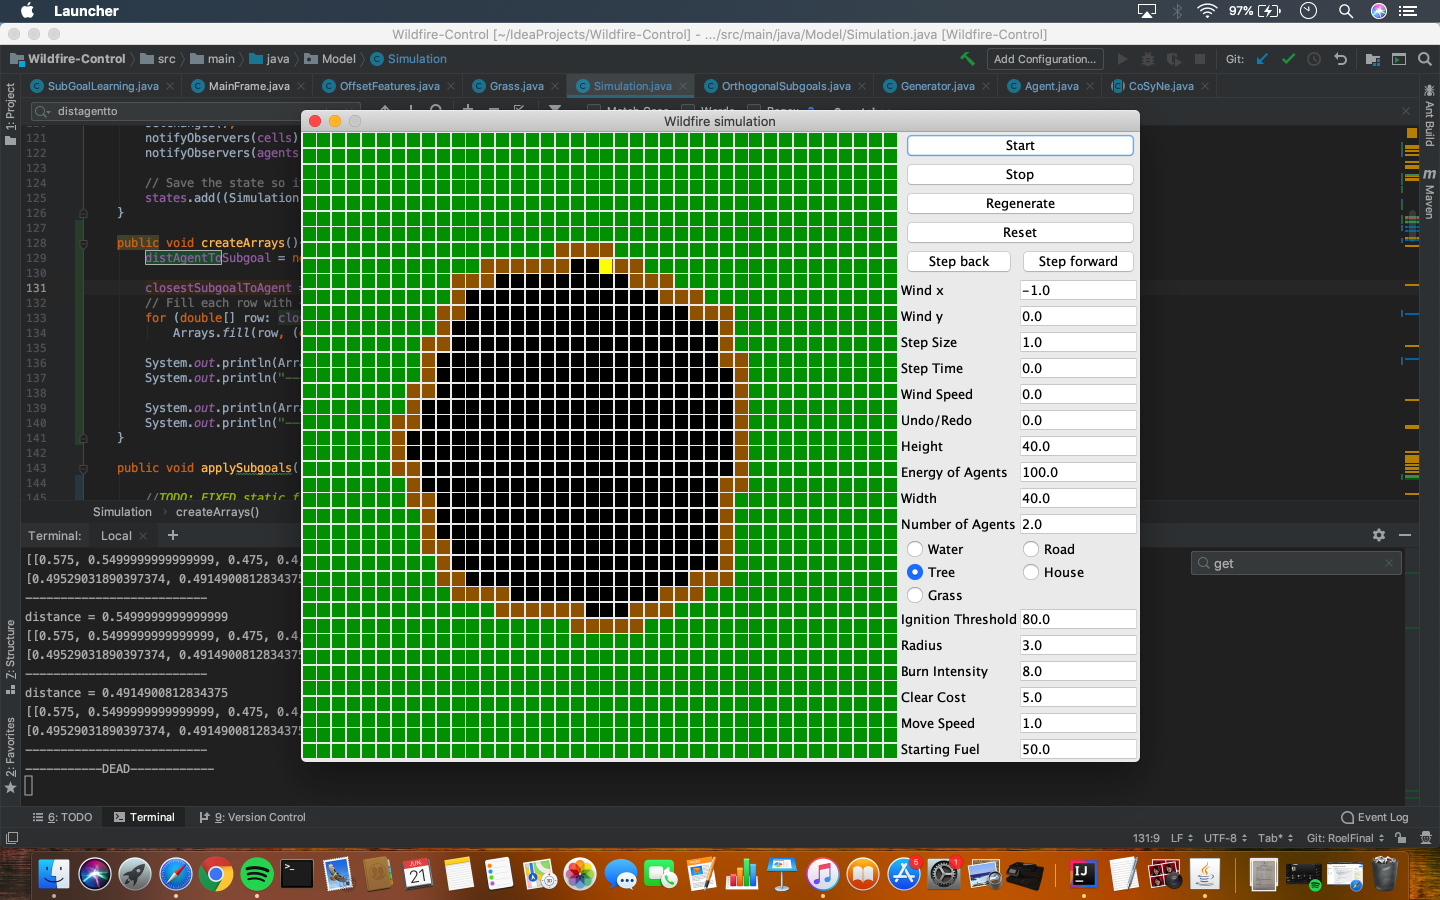 Launcher
97%
Wildfire-Control [~/IdeaProjects/Wildfire-Control] - .../src/main/java/Model/Simulation.java [Wildfire-Control]
Wildfire-Control src main java Model Simulation
Add Configuration...
Git:
SubGoalLearning.java MainFrame.java OffsetFeatures.java Grass.java Simulation.java OrthogonalSubgoals.java Generator.java Agent.java CoSyNe.java
distagentto
1: Project
Z: Structure
2: Favorites
Ant Build
Maven
121
122 notifyObservers(cells)
notifyObservers(agents
123
124 // Save the state so i
125 states.add((Simulation
126 }
127
128 public void createArrays()
129 distAgentToSubgoal = ne
130
131 closestSubgoalToAgent =
132 // Fill each row with
133 for (double[] row: clo
134 Arrays.fill(row, (
135
136 System.out.println(Arr
137 System.out.println("--
138
139 System.out.println(Arr
140 System.out.println("--
141 }
142
143 public void applySubgoals(
144
145 //TODO: FIXED static f
Simulation › createArrays()
Terminal: Local × +
[[0.575, 0.5499999999999999, 0.475, 0.4
[0.49529031890397374, 0.4914900812834375
--------------------------
distance = 0.5499999999999999
[[0.575, 0.5499999999999999, 0.475, 0.4
[0.49529031890397374, 0.4914900812834375
--------------------------
distance = 0.4914900812834375
[[0.575, 0.5499999999999999, 0.475, 0.4
[0.49529031890397374, 0.4914900812834375
--------------------------
-----------DEAD------------
get
6: TODO Terminal 9: Version Control Event Log
131:9 LF UTF-8 Tab* Git: RoelFinal
Wildfire simulation
Start
Stop
Regenerate
Reset
Step back Step forward
Wind x -1.0
Wind y 0.0
Step Size 1.0
Step Time 0.0
Wind Speed 0.0
Undo/Redo 0.0
Height 40.0
Energy of Agents 100.0
Width 40.0
Number of Agents 2.0
Water Road
Tree House
Grass
Ignition Threshold 80.0
Radius 3.0
Burn Intensity 8.0
Clear Cost 5.0
Move Speed 1.0
Starting Fuel 50.0
JUN
21
5
1
IJ